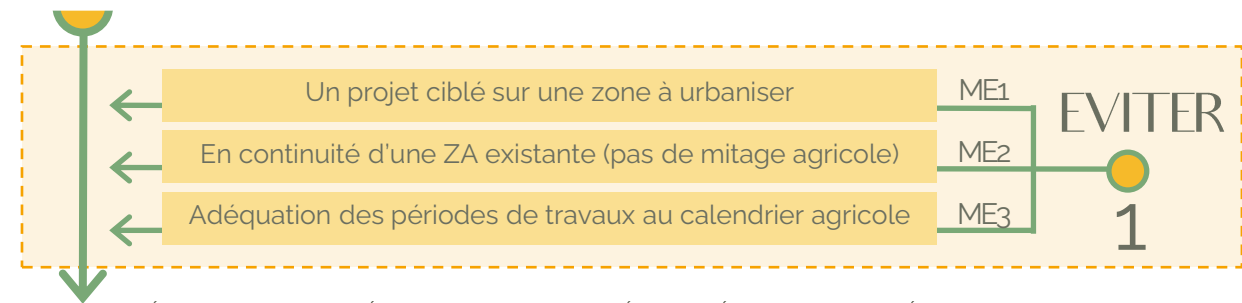 Un projet ciblé sur une zone à urbaniser ME1
EVITER
En continuité d'une ZA existante (pas de mitage agricole) ME2
Adéquation des périodes de travaux au calendrier agricole ME3
1